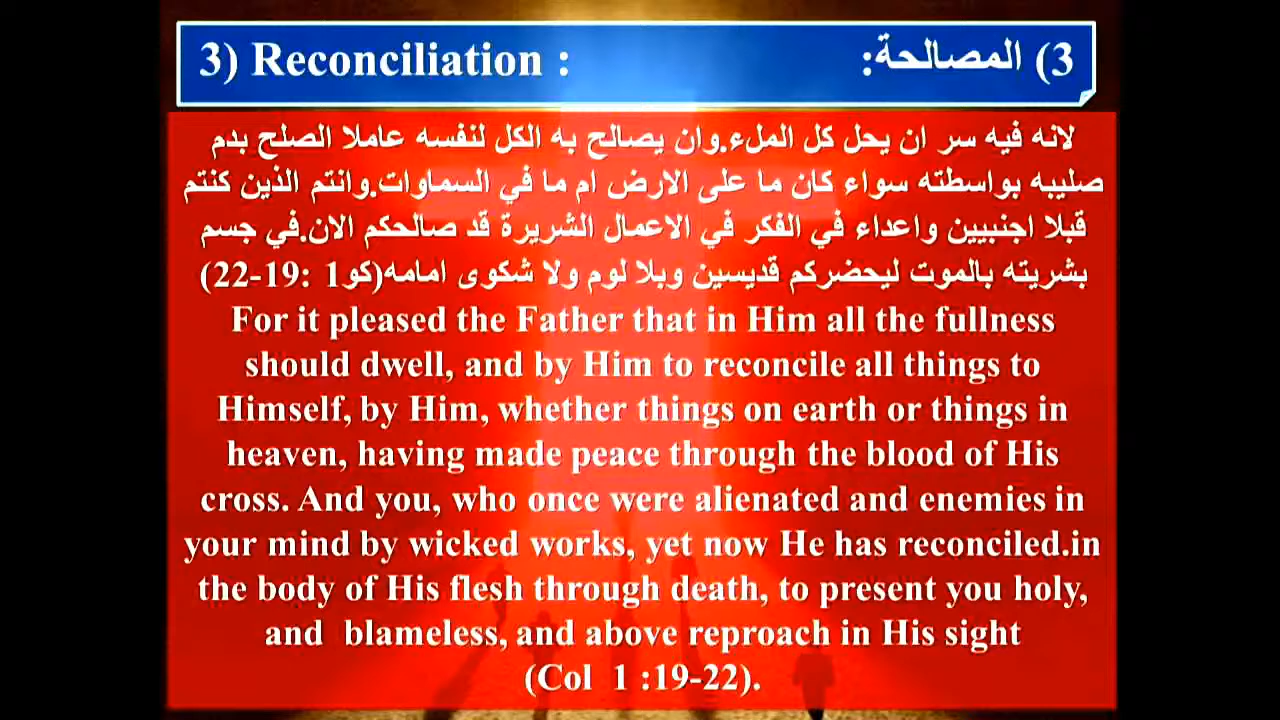 3) Reconciliation :
3) المصالحة:
لانه فيه سر ان يحل كل الملء.وان يصالح به الكل لنفسه عاملا الصلح بدم
صليبه بواسطته سواء كان ما على الارض ام ما في السماوات.وانتم الذين كنتم
قبلا اجنبيين واعداء في الفكر في الاعمال الشريرة قد صالحكم الان.في جسم
بشريته بالموت ليحضركم قديسين وبلا لوم ولا شكوى امامه(كو1 :19-22)
For it pleased the Father that in Him all the fullness
should dwell, and by Him to reconcile all things to
Himself, by Him, whether things on earth or things in
heaven, having made peace through the blood of His
cross. And you, who once were alienated and enemies in
your mind by wicked works, yet now He has reconciled.in
the body of His flesh through death, to present you holy,
and  blameless, and above reproach in His sight
(Col  1 :19-22).